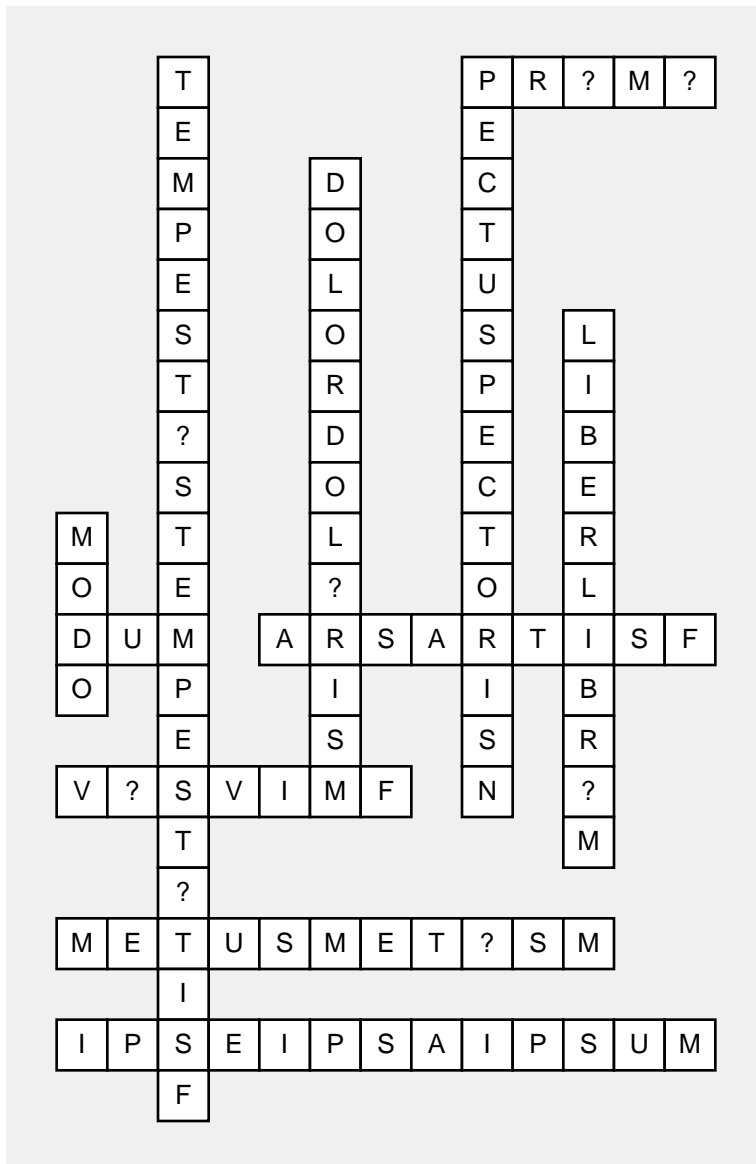 TEMPEST?STEMPEST?TISF
PR?M?
PECTUSPECTORISN
DOLORDOL?RISM
LIBERLIBR?M
MODO
DUM
ARSARTISF
V?SVIMF
METUSMET?SM
IPSEIPSAIPSUM